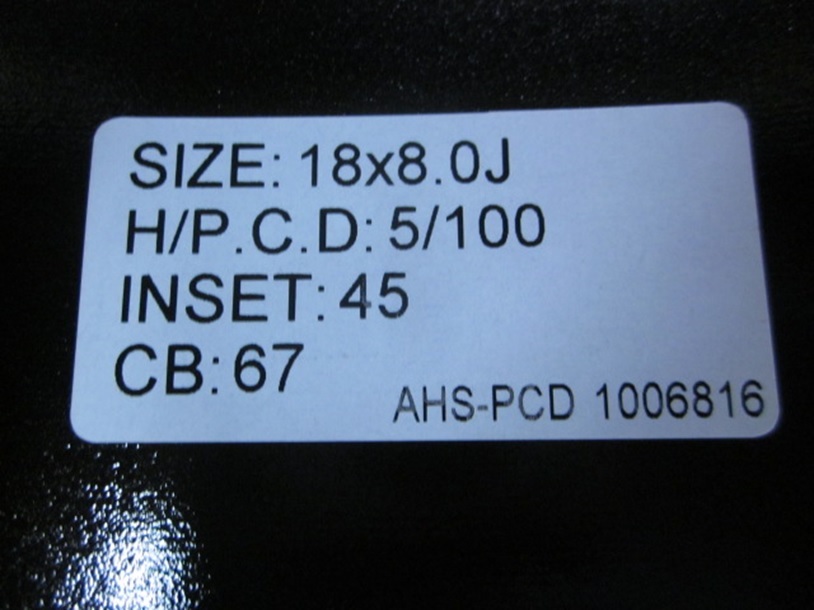 SIZE: 18x8.0J
H/P.C.D: 5/100
INSET: 45
CB: 67
AHS-PCD 1006816